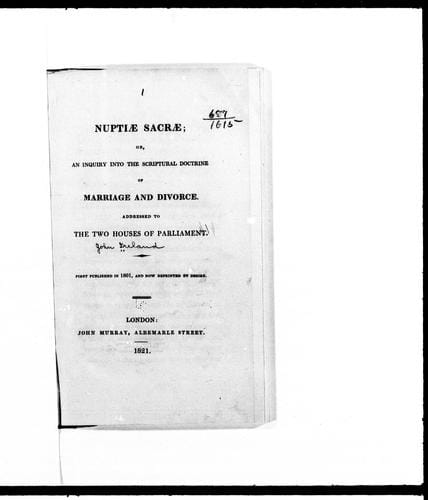 1
NUPTIÆ SACRÆ;
687
1615
OR,
AN INQUIRY INTO THE SCRIPTURAL DOCTRINE
OF
MARRIAGE AND DIVORCE.
ADDRESSED TO
THE TWO HOUSES OF PARLIAMENT.
John Ireland
FIRST PUBLISHED IN 1801, AND NOW REPRINTED BY DESIRE.
LONDON:
JOHN MURRAY, ALBEMARLE STREET.
1821.